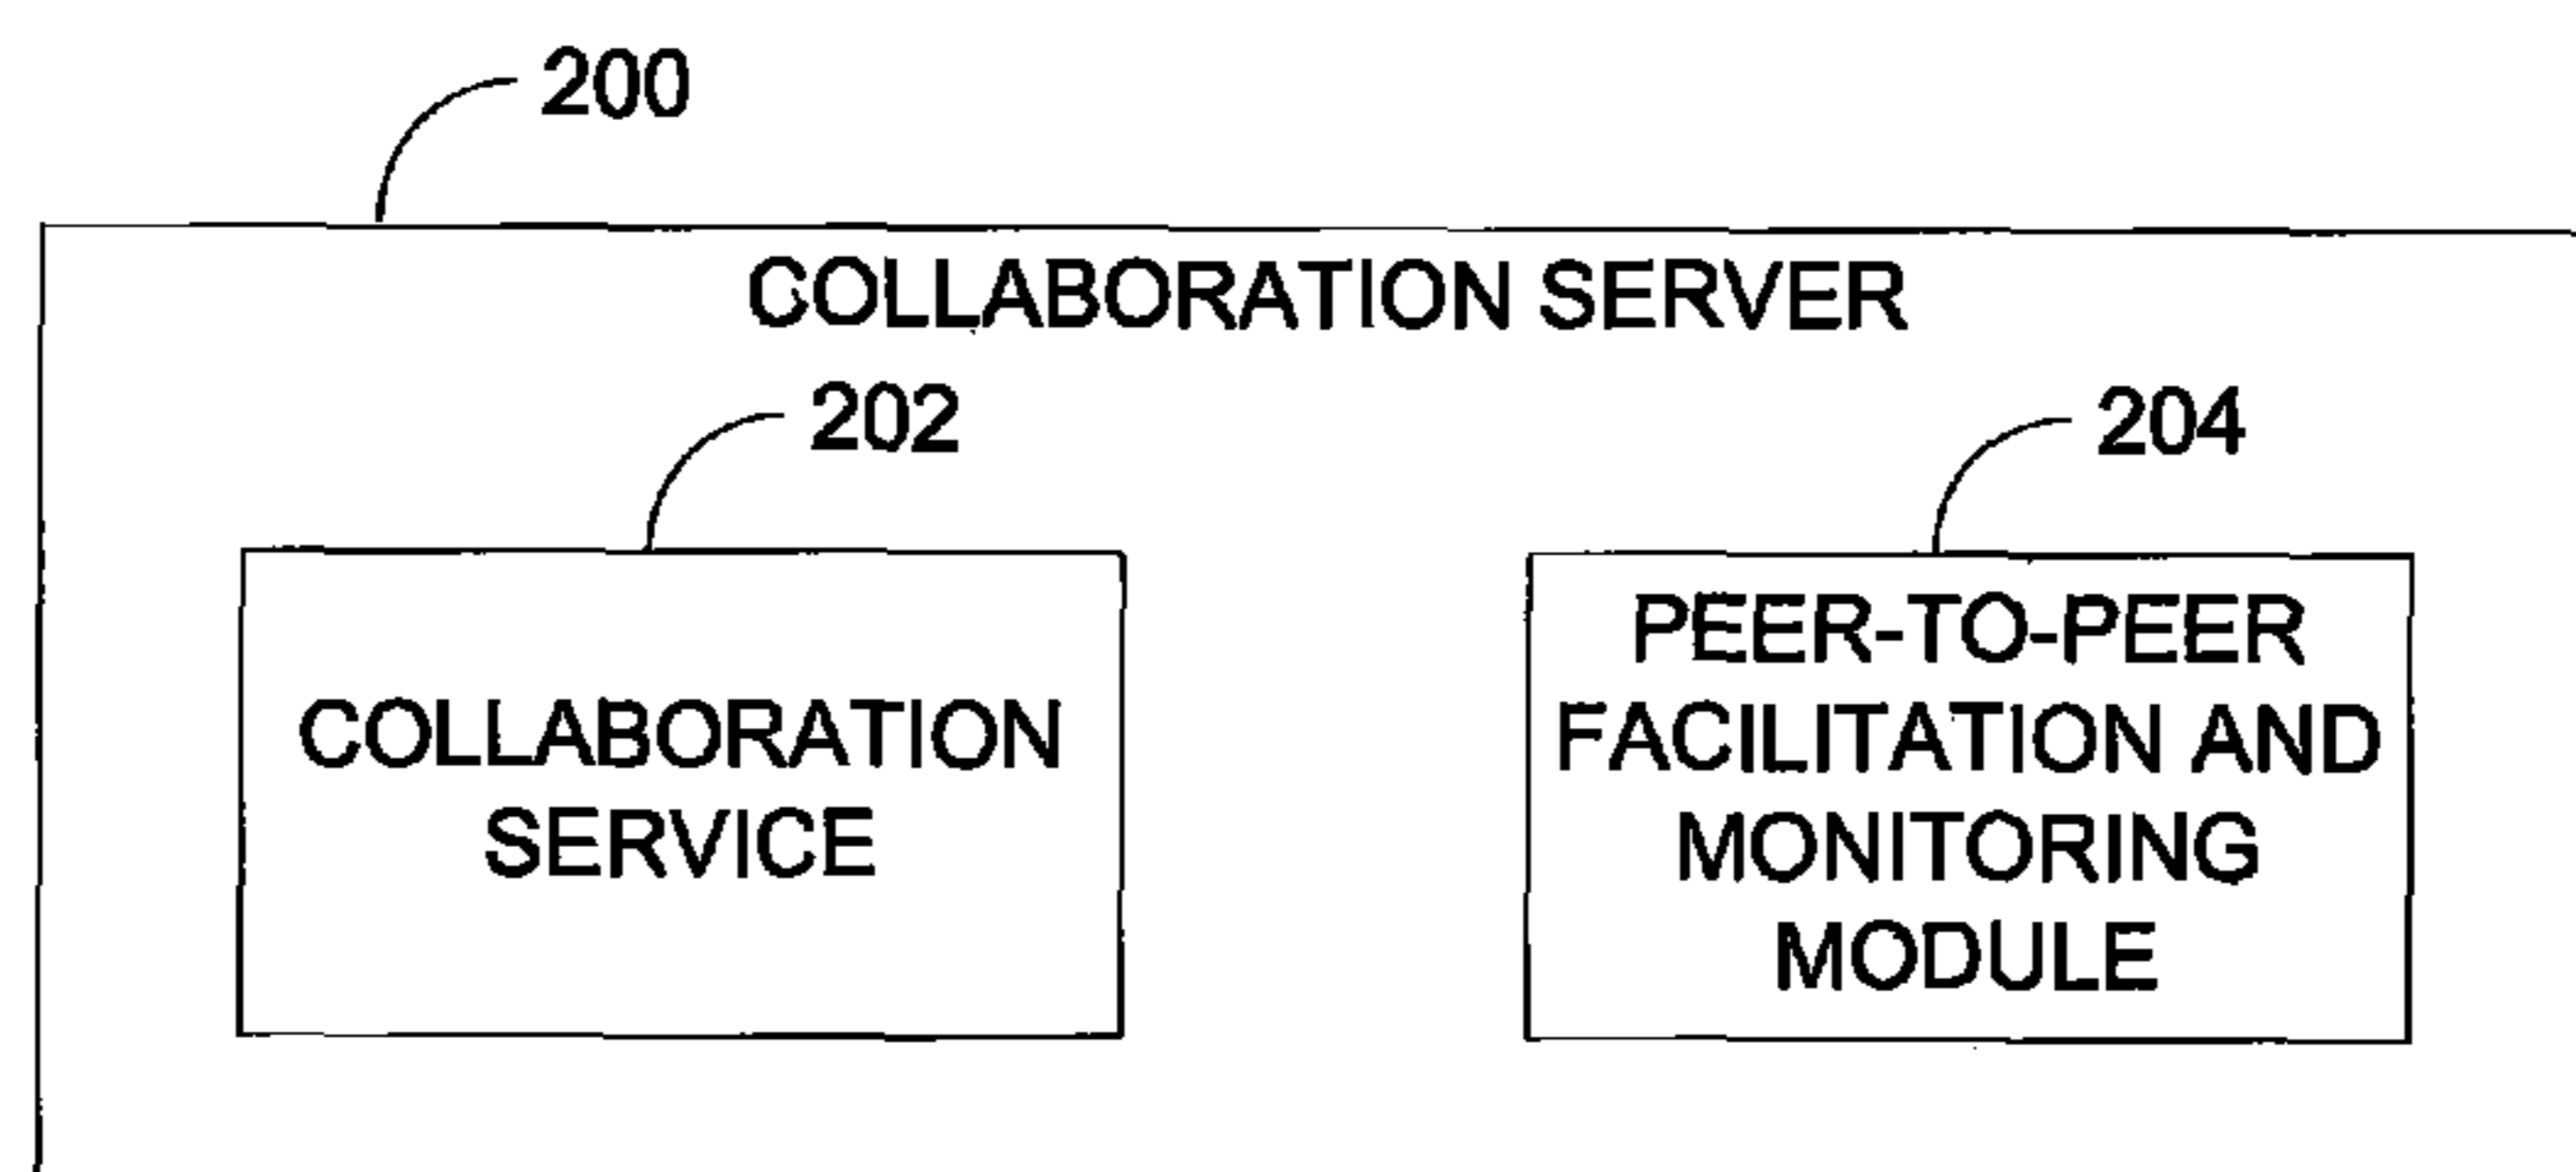 200
COLLABORATION SERVER
202
204
COLLABORATION
SERVICE
PEER-TO-PEER
FACILITATION AND
MONITORING
MODULE